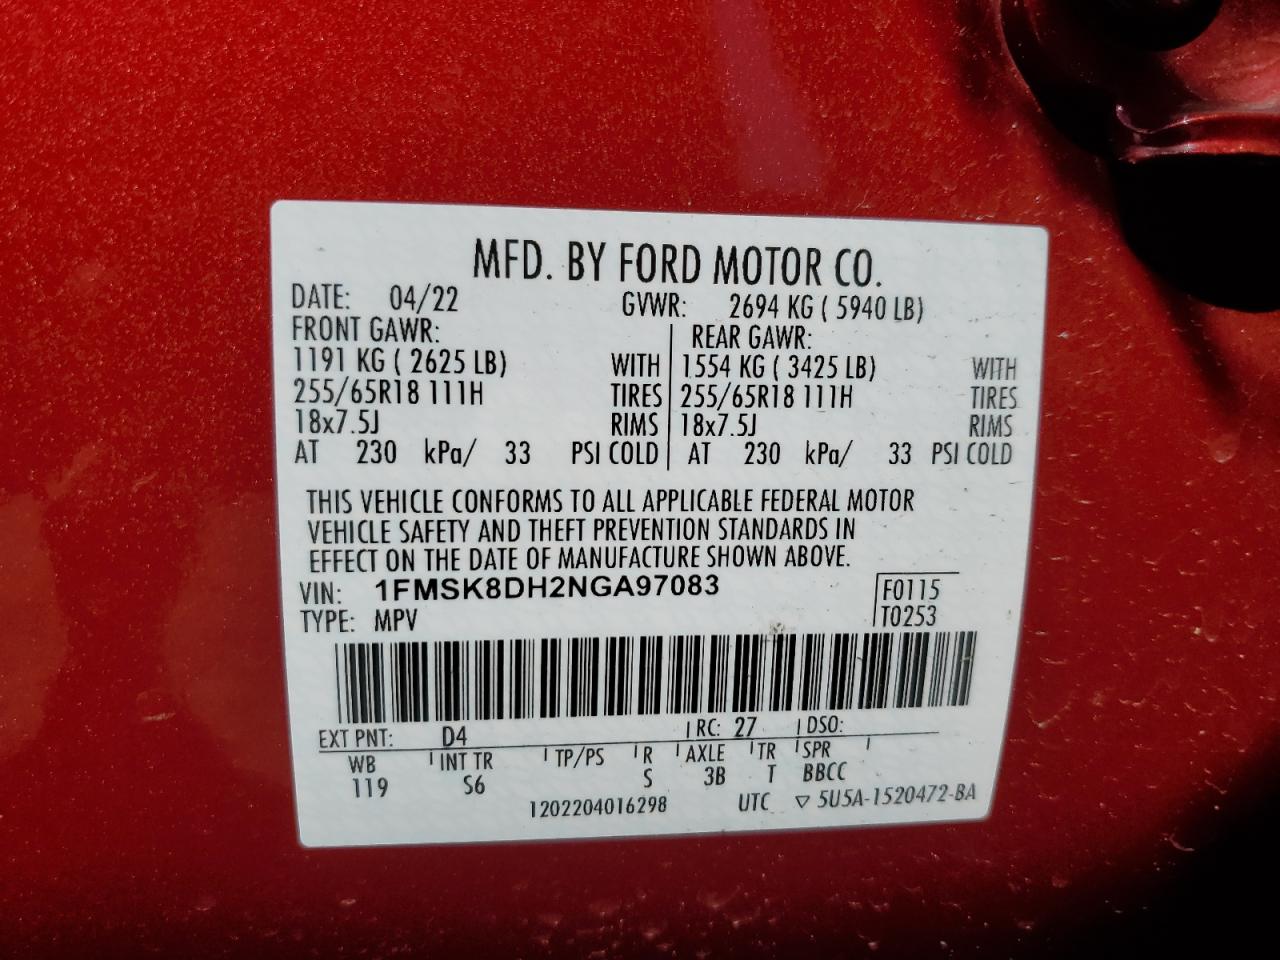 MFD. BY FORD MOTOR CO.
DATE: 04/22 GVWR: 2694 KG ( 5940 LB)
FRONT GAWR: REAR GAWR:
1191 KG ( 2625 LB) WITH 1554 KG ( 3425 LB) WITH
255/65R18 111H TIRES 255/65R18 111H TIRES
18x7.5J RIMS 18x7.5J RIMS
AT 230 kPa/ 33 PSI COLD AT 230 kPa/ 33 PSI COLD
THIS VEHICLE CONFORMS TO ALL APPLICABLE FEDERAL MOTOR
VEHICLE SAFETY AND THEFT PREVENTION STANDARDS IN
EFFECT ON THE DATE OF MANUFACTURE SHOWN ABOVE.
VIN: 1FMSK8DH2NGA97083 F0115
TYPE: MPV T0253
EXT PNT: D4 RC: 27 DSO:
WB INT TR TP/PS R AXLE TR SPR
119 S6 S 3B T BBCC
1202204016298 UTC ▽ 5U5A-1520472-BA